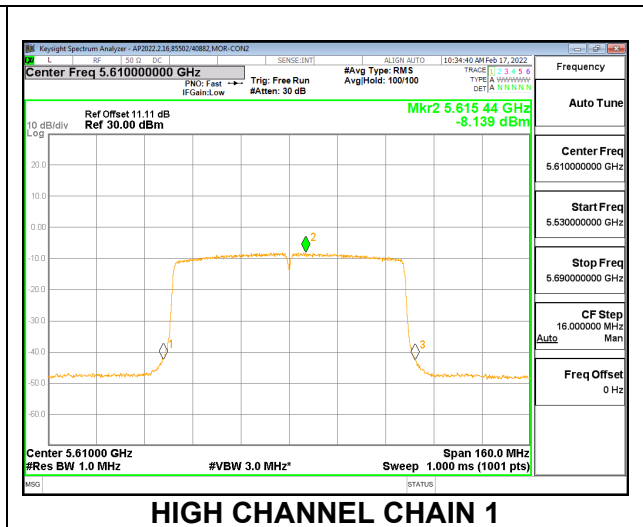 Keysight Spectrum Analyzer - AP2022.2.16,85502/40882,MOR-CON2
L RF 50 Ω DC SENSE:INT ALIGN AUTO 10:34:40 AM Feb 17, 2022
Center Freq 5.610000000 GHz
PNO: Fast
IFGain:Low
Trig: Free Run
#Atten: 30 dB
#Avg Type: RMS
Avg|Hold: 100/100
TRACE 1 2 3 4 5 6
TYPE A WWWWW
DET A N N N N N
Frequency
Mkr2 5.615 44 GHz
-8.139 dBm
Ref Offset 11.11 dB
Ref 30.00 dBm
10 dB/div
Log
20.0
10.0
0.00
-10.0
-20.0
-30.0
-40.0
-50.0
-60.0
1
2
3
Auto Tune
Center Freq
5.610000000 GHz
Start Freq
5.530000000 GHz
Stop Freq
5.690000000 GHz
CF Step
16.000000 MHz
Auto Man
Freq Offset
0 Hz
Center 5.61000 GHz Span 160.0 MHz
#Res BW 1.0 MHz #VBW 3.0 MHz* Sweep 1.000 ms (1001 pts)
MSG STATUS
HIGH CHANNEL CHAIN 1